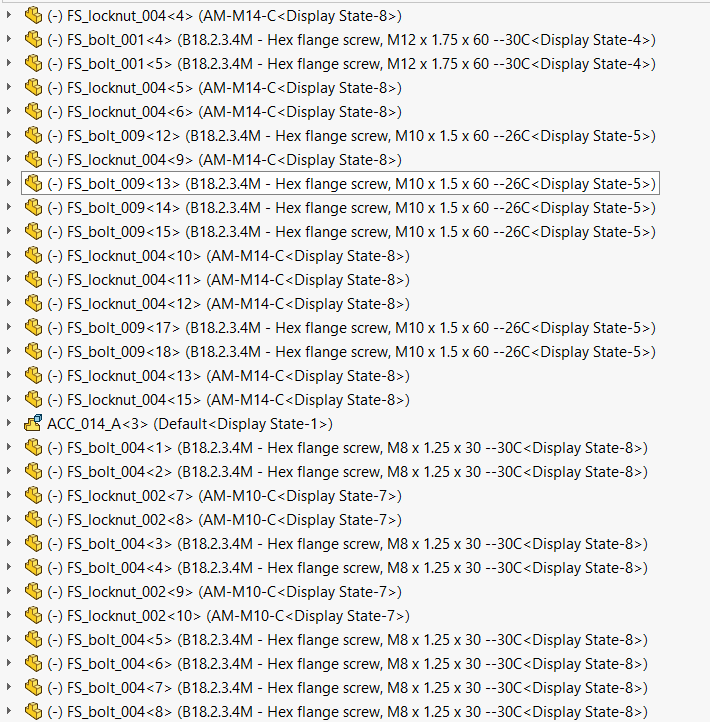 (-) FS_locknut_004<4> (AM-M14-C<Display State-8>)
(-) FS_bolt_001<4> (B18.2.3.4M - Hex flange screw, M12 x 1.75 x 60 --30C<Display State-4>)
(-) FS_bolt_001<5> (B18.2.3.4M - Hex flange screw, M12 x 1.75 x 60 --30C<Display State-4>)
(-) FS_locknut_004<5> (AM-M14-C<Display State-8>)
(-) FS_locknut_004<6> (AM-M14-C<Display State-8>)
(-) FS_bolt_009<12> (B18.2.3.4M - Hex flange screw, M10 x 1.5 x 60 --26C<Display State-5>)
(-) FS_locknut_004<9> (AM-M14-C<Display State-8>)
(-) FS_bolt_009<13> (B18.2.3.4M - Hex flange screw, M10 x 1.5 x 60 --26C<Display State-5>)
(-) FS_bolt_009<14> (B18.2.3.4M - Hex flange screw, M10 x 1.5 x 60 --26C<Display State-5>)
(-) FS_bolt_009<15> (B18.2.3.4M - Hex flange screw, M10 x 1.5 x 60 --26C<Display State-5>)
(-) FS_locknut_004<10> (AM-M14-C<Display State-8>)
(-) FS_locknut_004<11> (AM-M14-C<Display State-8>)
(-) FS_locknut_004<12> (AM-M14-C<Display State-8>)
(-) FS_bolt_009<17> (B18.2.3.4M - Hex flange screw, M10 x 1.5 x 60 --26C<Display State-5>)
(-) FS_bolt_009<18> (B18.2.3.4M - Hex flange screw, M10 x 1.5 x 60 --26C<Display State-5>)
(-) FS_locknut_004<13> (AM-M14-C<Display State-8>)
(-) FS_locknut_004<15> (AM-M14-C<Display State-8>)
ACC_014_A<3> (Default<Display State-1>)
(-) FS_bolt_004<1> (B18.2.3.4M - Hex flange screw, M8 x 1.25 x 30 --30C<Display State-8>)
(-) FS_bolt_004<2> (B18.2.3.4M - Hex flange screw, M8 x 1.25 x 30 --30C<Display State-8>)
(-) FS_locknut_002<7> (AM-M10-C<Display State-7>)
(-) FS_locknut_002<8> (AM-M10-C<Display State-7>)
(-) FS_bolt_004<3> (B18.2.3.4M - Hex flange screw, M8 x 1.25 x 30 --30C<Display State-8>)
(-) FS_bolt_004<4> (B18.2.3.4M - Hex flange screw, M8 x 1.25 x 30 --30C<Display State-8>)
(-) FS_locknut_002<9> (AM-M10-C<Display State-7>)
(-) FS_locknut_002<10> (AM-M10-C<Display State-7>)
(-) FS_bolt_004<5> (B18.2.3.4M - Hex flange screw, M8 x 1.25 x 30 --30C<Display State-8>)
(-) FS_bolt_004<6> (B18.2.3.4M - Hex flange screw, M8 x 1.25 x 30 --30C<Display State-8>)
(-) FS_bolt_004<7> (B18.2.3.4M - Hex flange screw, M8 x 1.25 x 30 --30C<Display State-8>)
(-) FS_bolt_004<8> (B18.2.3.4M - Hex flange screw, M8 x 1.25 x 30 --30C<Display State-8>)